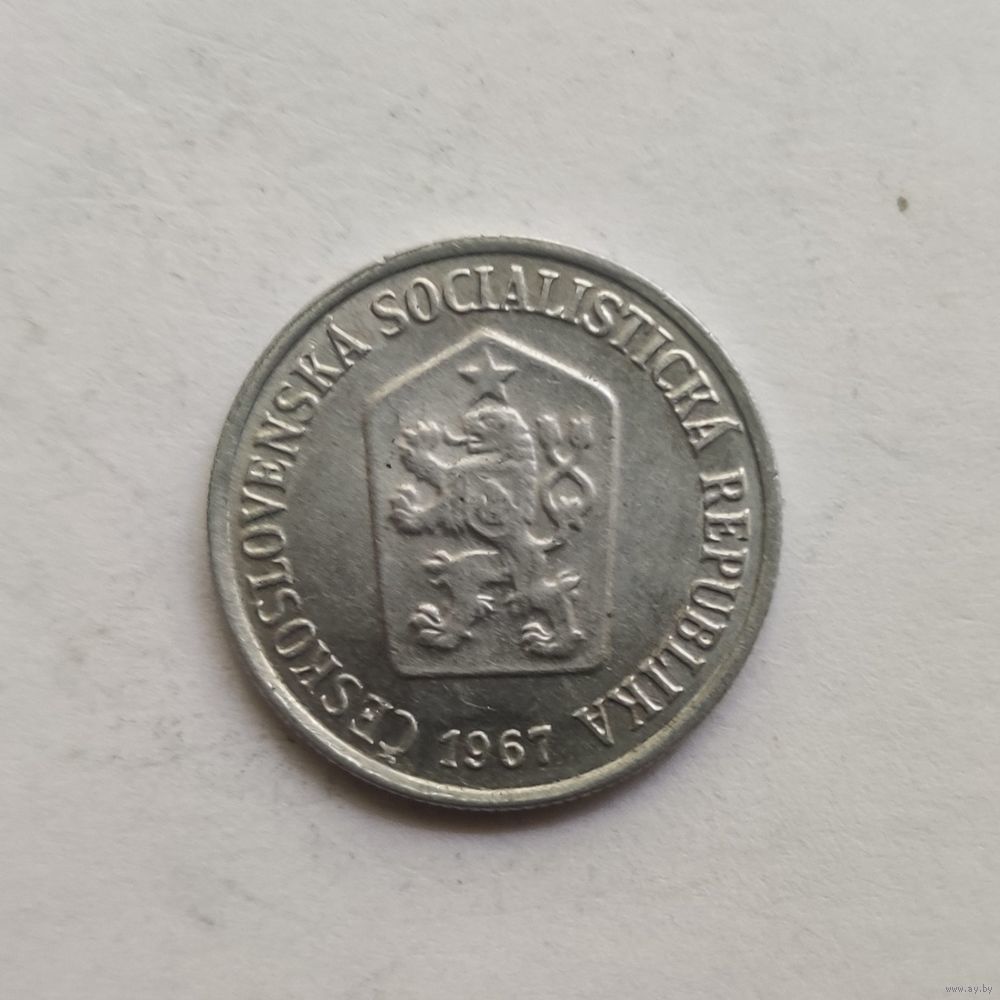 ČESKOSLOVENSKÁ SOCIALISTICKÁ REPUBLIKA
1967
www.ay.by